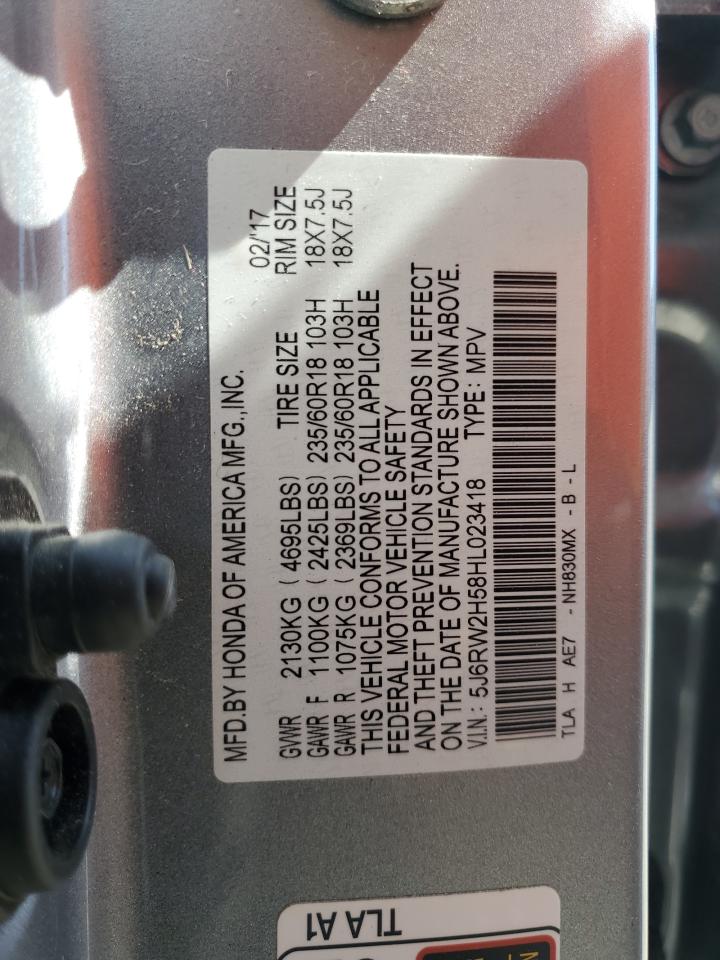 MFD.BY HONDA OF AMERICA MFG.,INC. 02/'17
TIRE SIZE RIM SIZE
GVWR 2130KG ( 4695LBS)
GAWR F 1100KG ( 2425LBS) 235/60R18 103H 18X7.5J
GAWR R 1075KG ( 2369LBS) 235/60R18 103H 18X7.5J
THIS VEHICLE CONFORMS TO ALL APPLICABLE
FEDERAL MOTOR VEHICLE SAFETY
AND THEFT PREVENTION STANDARDS IN EFFECT
ON THE DATE OF MANUFACTURE SHOWN ABOVE.
V.I.N.: 5J6RW2H58HL023418 TYPE: MPV
TLA H AE7 - NH830MX - B - L
TLA A1